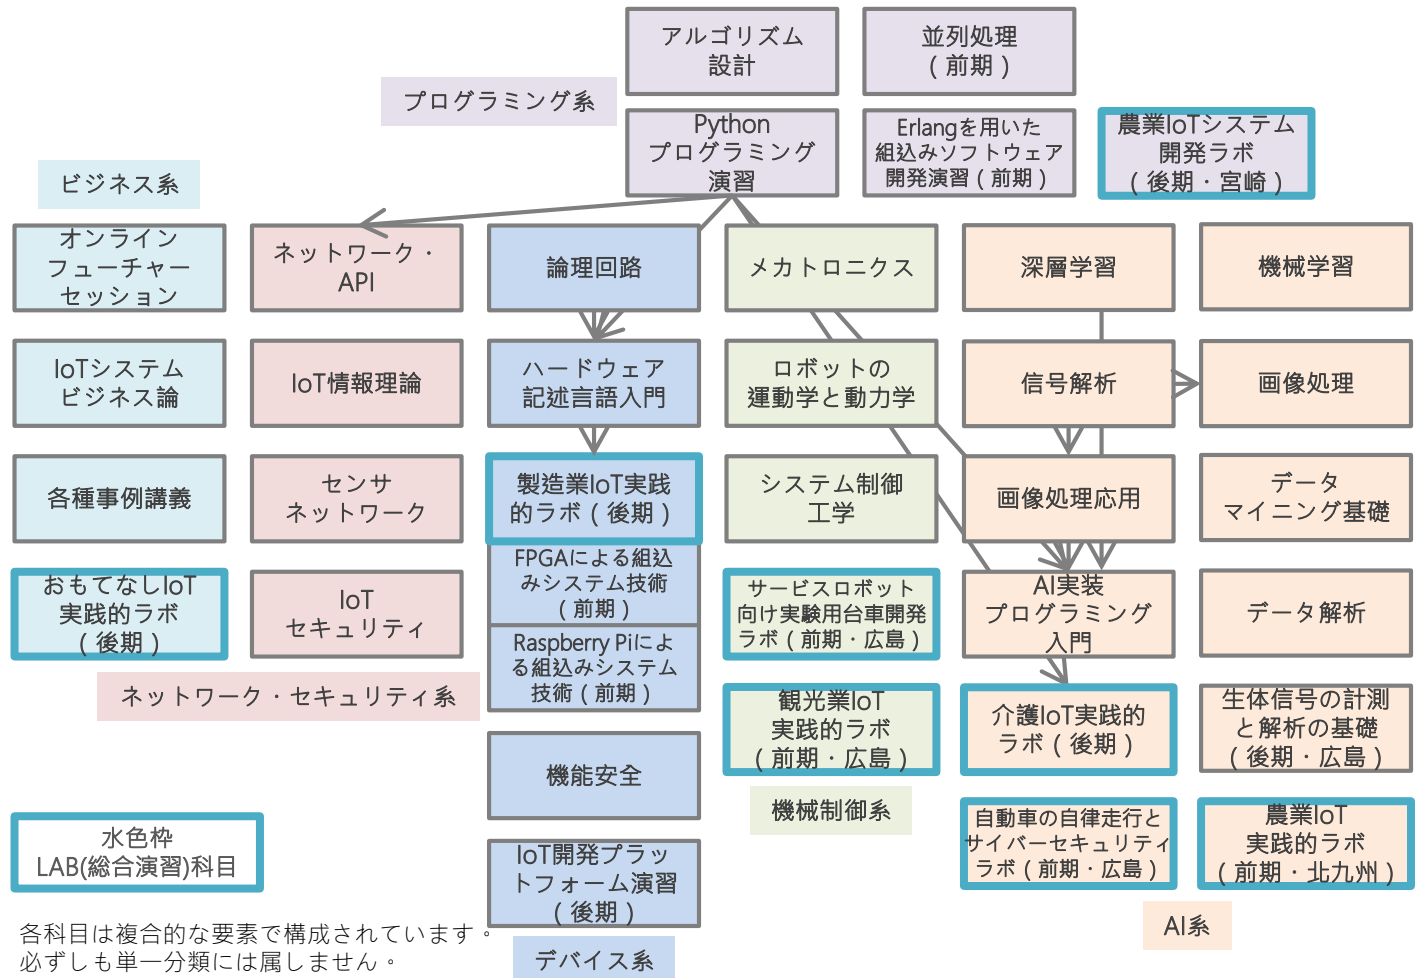 アルゴリズム
設計
並列処理
(前期)
プログラミング系
Python
プログラミング
演習
Erlangを用いた
組込みソフトウェア
開発演習(前期)
農業IoTシステム
開発ラボ
(後期・宮崎)
ビジネス系
オンライン
フューチャー
セッション
ネットワーク・
API
論理回路
メカトロニクス
深層学習
機械学習
IoTシステム
ビジネス論
IoT情報理論
ハードウェア
記述言語入門
ロボットの
運動学と動力学
信号解析
画像処理
各種事例講義
センサ
ネットワーク
製造業IoT実践
的ラボ(後期)
システム制御
工学
画像処理応用
データ
マイニング基礎
おもてなしIoT
実践的ラボ
(後期)
IoT
セキュリティ
FPGAによる組込
みシステム技術
(前期)
サービスロボット
向け実験用台車開発
ラボ(前期・広島)
AI実装
プログラミング
入門
データ解析
Raspberry Piによ
る組込みシステム
技術(前期)
ネットワーク・セキュリティ系
観光業IoT
実践的ラボ
(前期・広島)
介護IoT実践的
ラボ(後期)
生体信号の計測
と解析の基礎
(後期・広島)
機能安全
機械制御系
水色枠
LAB(総合演習)科目
IoT開発プラッ
トフォーム演習
(後期)
自動車の自律走行と
サイバーセキュリティ
ラボ(前期・広島)
農業IoT
実践的ラボ
(前期・北九州)
AI系
各科目は複合的な要素で構成されています。
必ずしも単一分類には属しません。
デバイス系